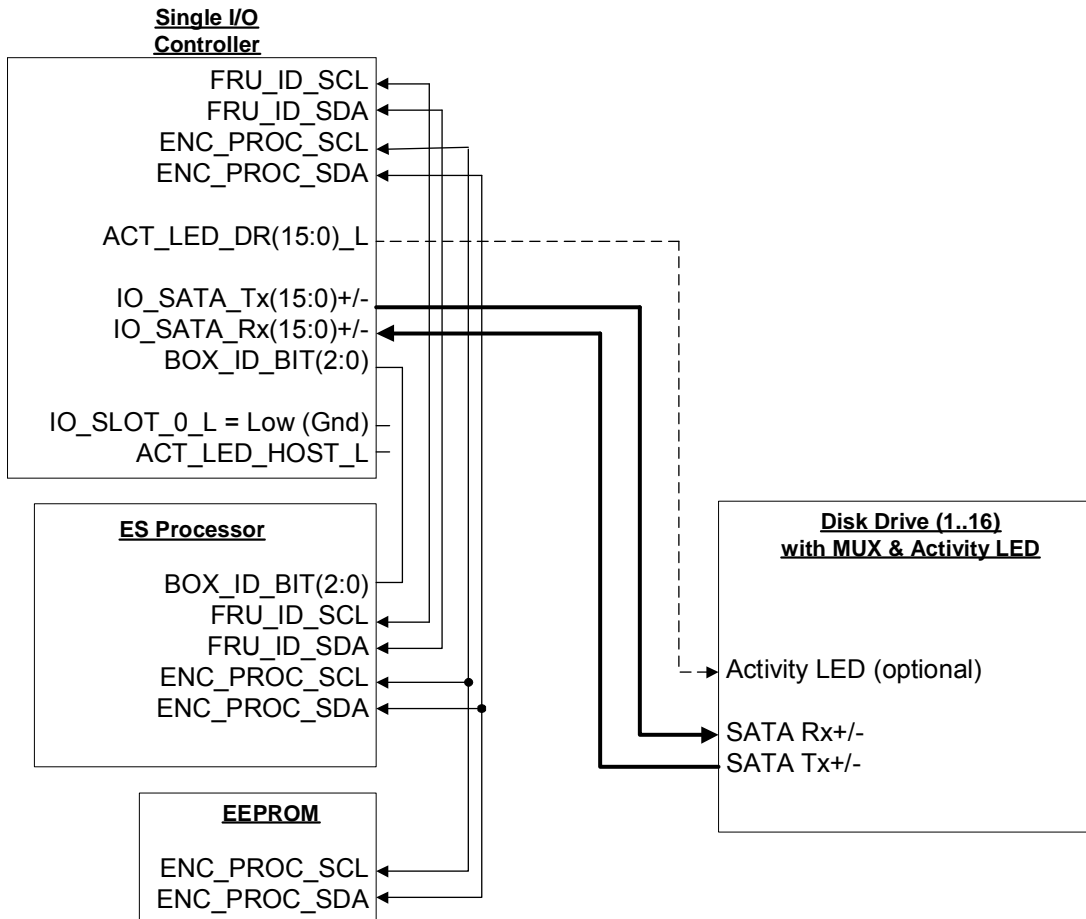 Single I/O
Controller
FRU_ID_SCL
FRU_ID_SDA
ENC_PROC_SCL
ENC_PROC_SDA
ACT_LED_DR(15:0)_L
IO_SATA_Tx(15:0)+/-
IO_SATA_Rx(15:0)+/-
BOX_ID_BIT(2:0)
IO_SLOT_0_L = Low (Gnd)
ACT_LED_HOST_L
ES Processor
BOX_ID_BIT(2:0)
FRU_ID_SCL
FRU_ID_SDA
ENC_PROC_SCL
ENC_PROC_SDA
Disk Drive (1..16)
with MUX & Activity LED
Activity LED (optional)
SATA Rx+/-
SATA Tx+/-
EEPROM
ENC_PROC_SCL
ENC_PROC_SDA